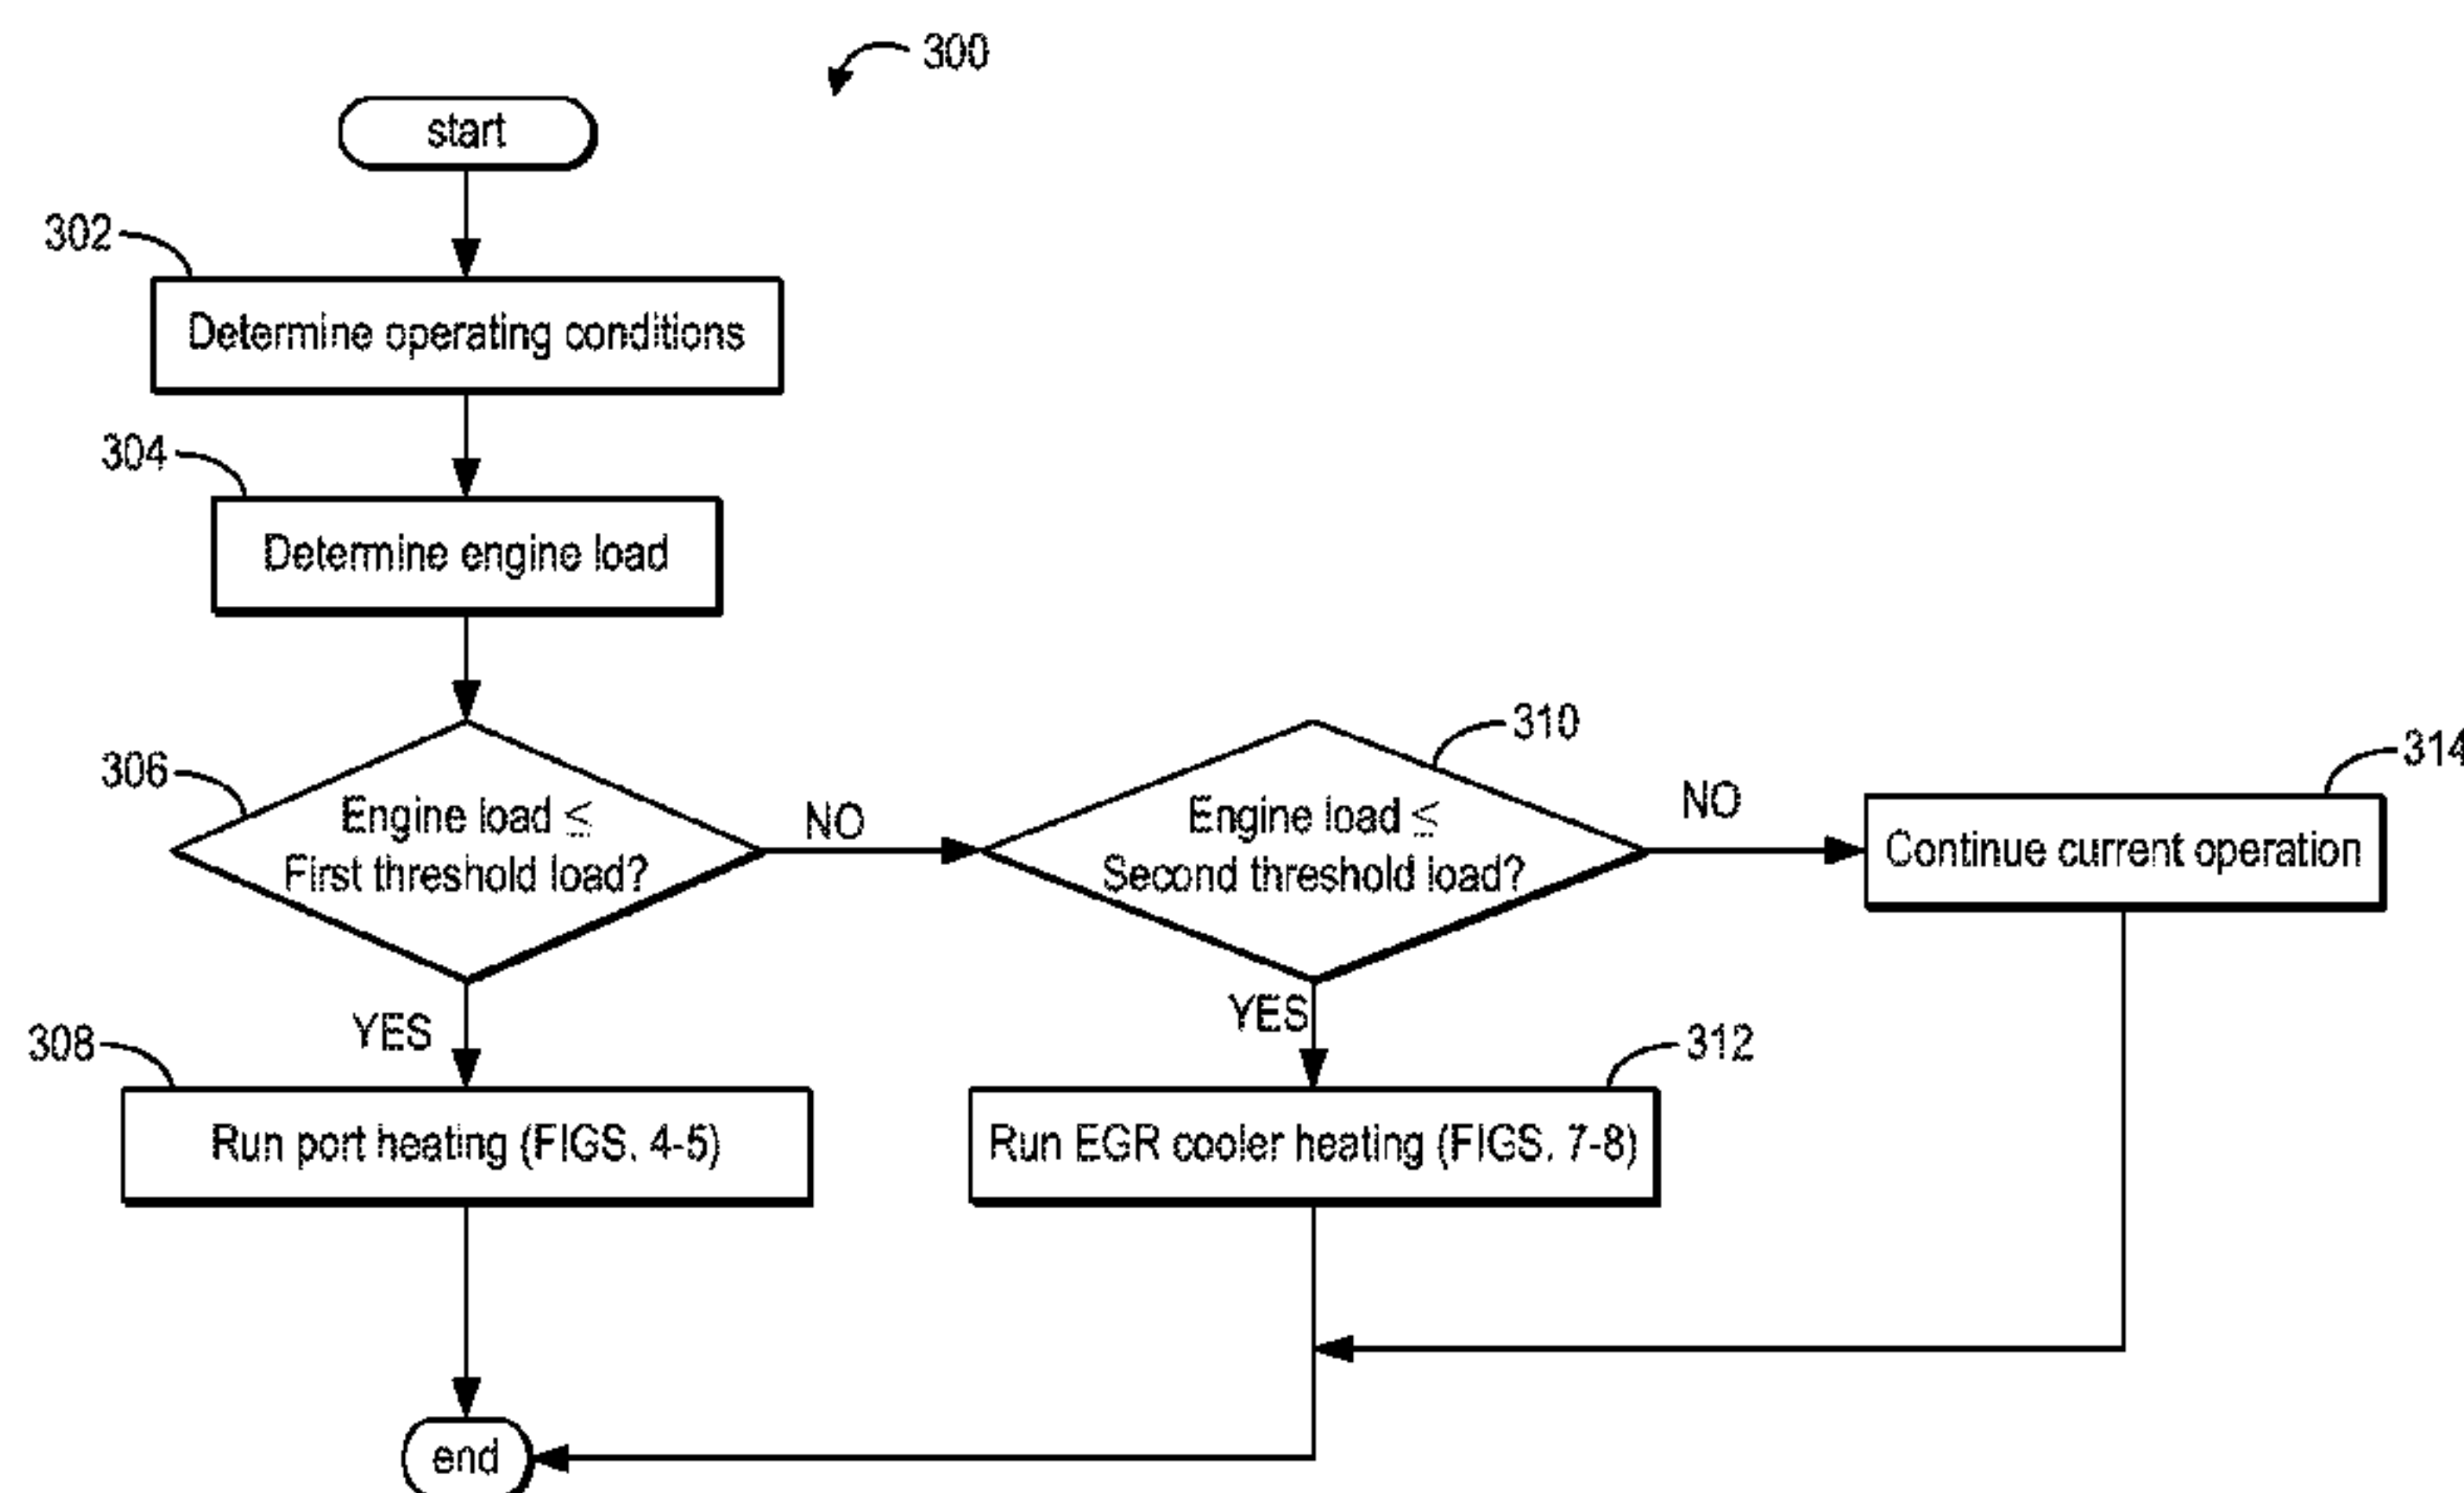 300
start
302
Determine operating conditions
304
Determine engine load
306
Engine load ≤
First threshold load?
NO
310
Engine load ≤
Second threshold load?
NO
314
Continue current operation
YES
308
Run port heating (FIGS. 4-5)
YES
312
Run EGR cooler heating (FIGS. 7-8)
end